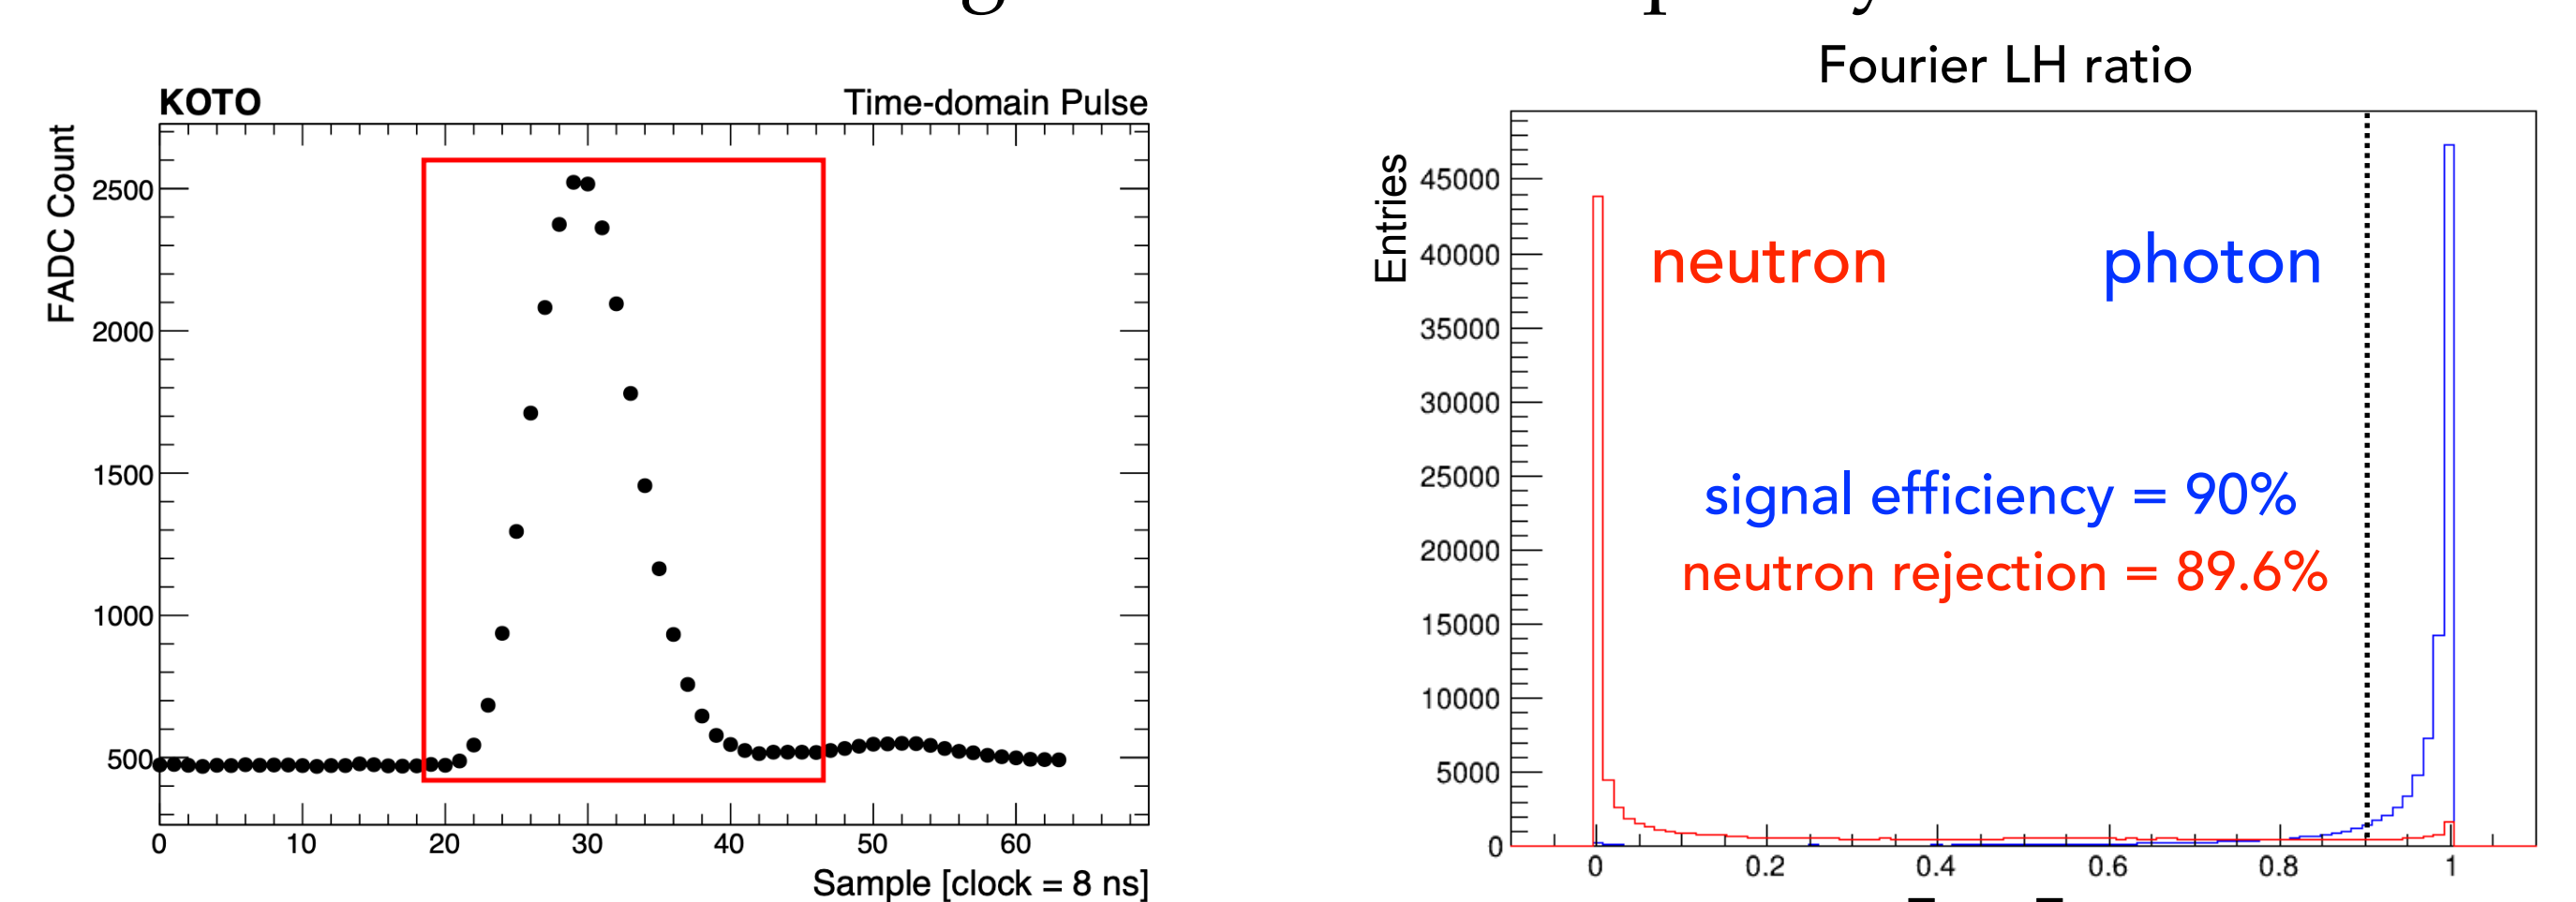 KOTO
Time-domain Pulse
FADC Count
2500
2000
1500
1000
500
0 10 20 30 40 50 60
Sample [clock = 8 ns]
Fourier LH ratio
Entries
45000
40000
35000
30000
25000
20000
15000
10000
5000
0
neutron
photon
signal efficiency = 90%
neutron rejection = 89.6%
0 0.2 0.4 0.6 0.8 1